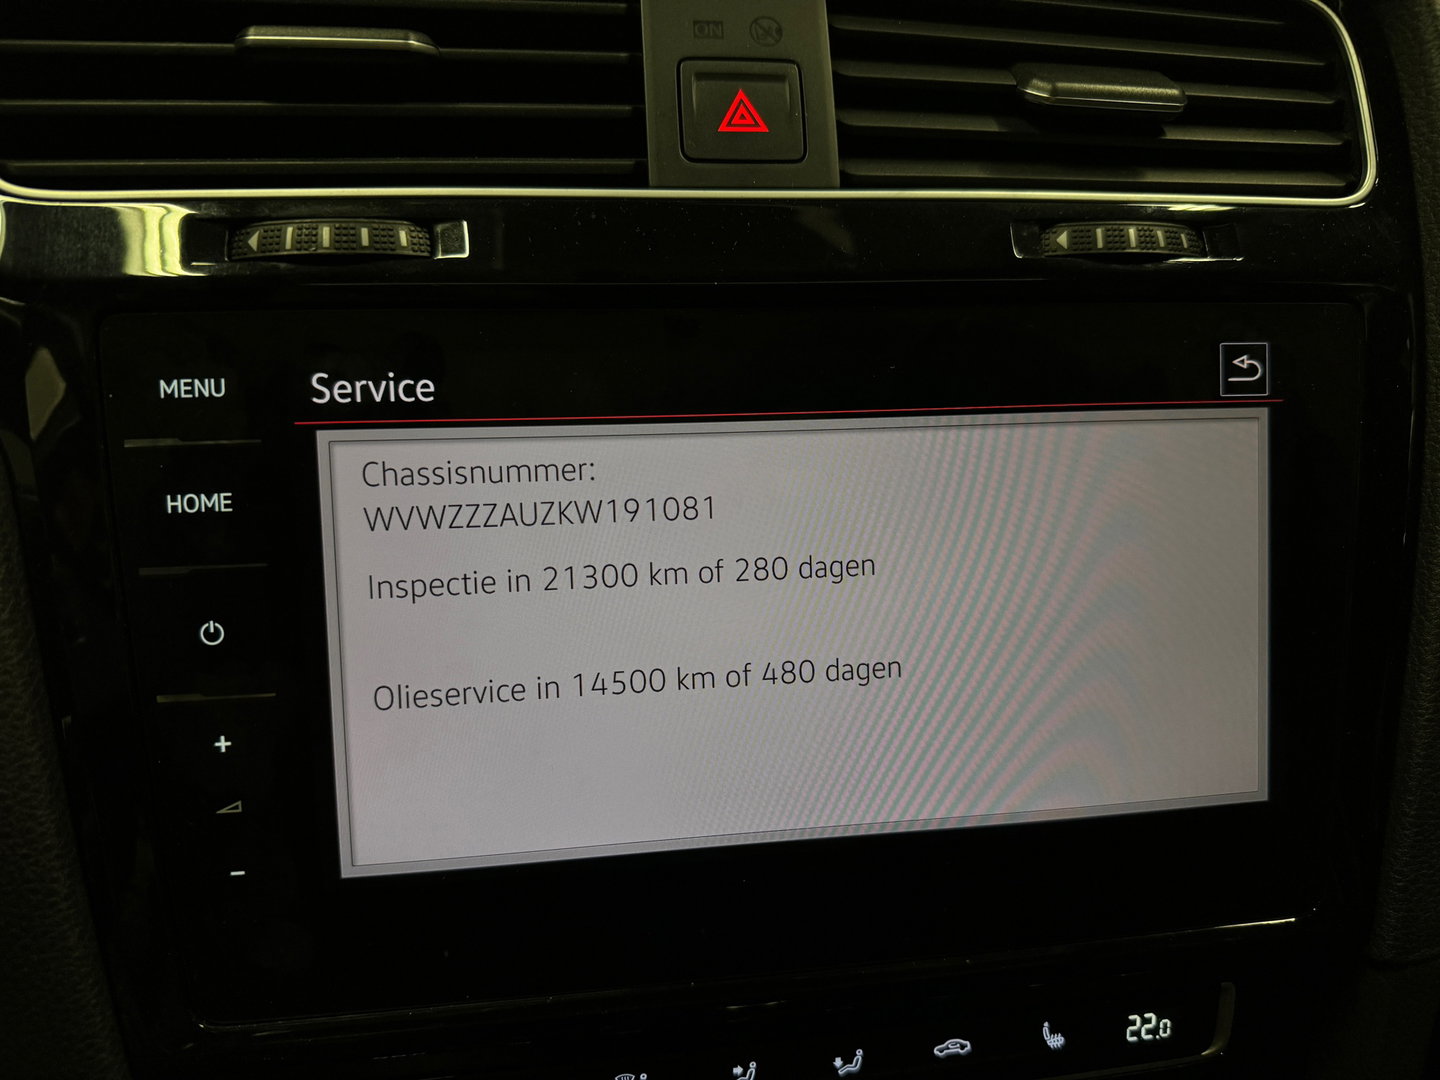 ON
MENU
Service
HOME
Chassisnummer:
WVWZZZAUZKW191081
Inspectie in 21300 km of 280 dagen
Olieservice in 14500 km of 480 dagen
+
-
22.0